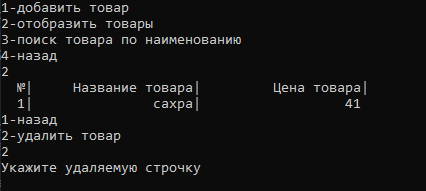 1-добавить товар
2-отобразить товары
3-поиск товара по наименованию
4-назад
2
№| Название товара| Цена товара|
1| сахра| 41
1-назад
2-удалить товар
2
Укажите удаляемую строчку